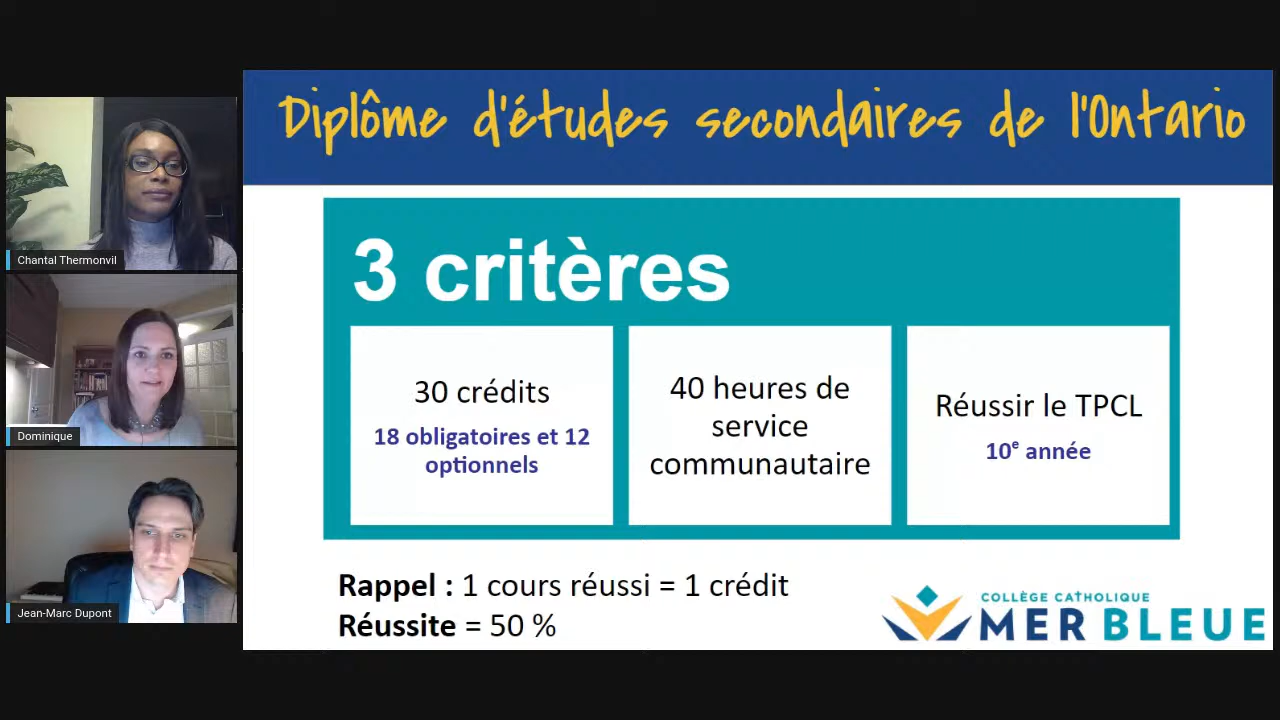 Diplôme d'études secondaires de l'Ontario
3 critères
30 crédits
18 obligatoires et 12
optionnels
40 heures de
service
communautaire
Réussir le TPCL
10e année
Rappel : 1 cours réussi = 1 crédit
Réussite = 50 %
COLLÈGE CATHOLIQUE
MER BLEUE
Chantal Thermonvil
Dominique
Jean-Marc Dupont